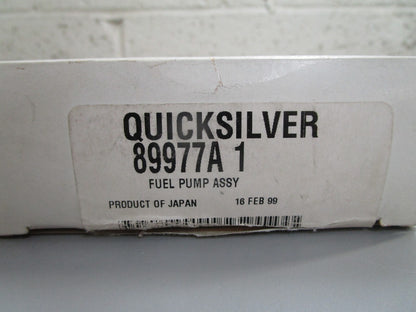 QUICKSILVER
89977A 1
FUEL PUMP ASSY
PRODUCT OF JAPAN 16 FEB 99